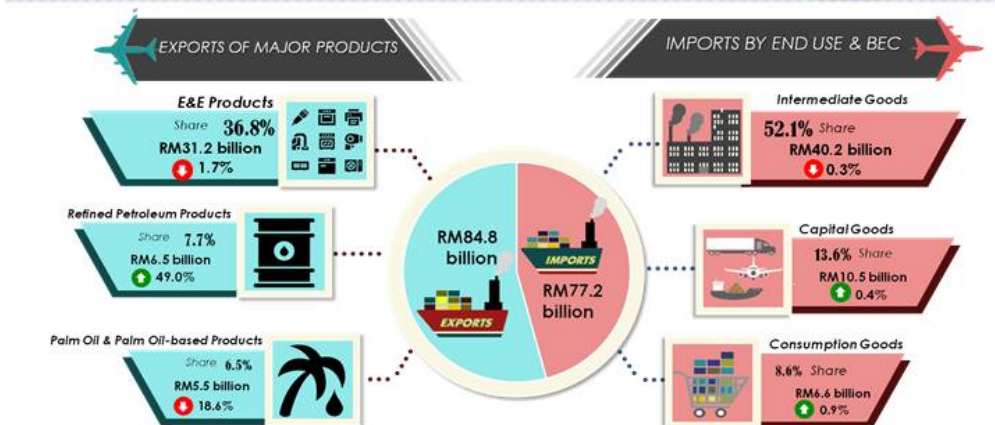 EXPORTS OF MAJOR PRODUCTS
E&E Products
Share 36.8%
RM31.2 billion
1.7%
Refined Petroleum Products
Share 7.7%
RM6.5 billion
49.0%
Palm Oil & Palm Oil-based Products
Share 6.5%
RM5.5 billion
18.6%
RM84.8
billion
EXPORTS
IMPORTS
RM77.2
billion
IMPORTS BY END USE & BEC
Intermediate Goods
52.1% Share
RM40.2 billion
0.3%
Capital Goods
13.6% Share
RM10.5 billion
0.4%
Consumption Goods
8.6% Share
RM6.6 billion
0.9%